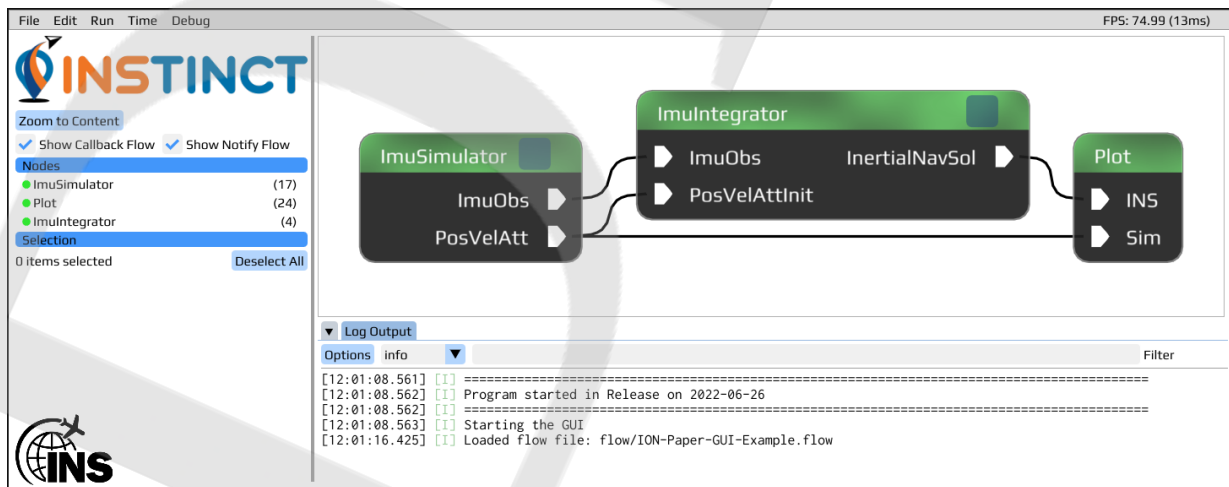 File Edit Run Time Debug
FPS: 74.99 (13ms)
INSTINCT
Zoom to Content
Show Callback Flow Show Notify Flow
Nodes
ImuSimulator (17)
Plot (24)
ImuIntegrator (4)
Selection
0 items selected Deselect All
INS
ImuSimulator
ImuObs
PosVelAtt
ImuIntegrator
ImuObs InertialNavSol
PosVelAttInit
Plot
INS
Sim
Log Output
Options info Filter
[12:01:08.561] [I] ==========================================================================================
[12:01:08.562] [I] Program started in Release on 2022-06-26
[12:01:08.562] [I] ==========================================================================================
[12:01:08.563] [I] Starting the GUI
[12:01:16.425] [I] Loaded flow file: flow/ION-Paper-GUI-Example.flow